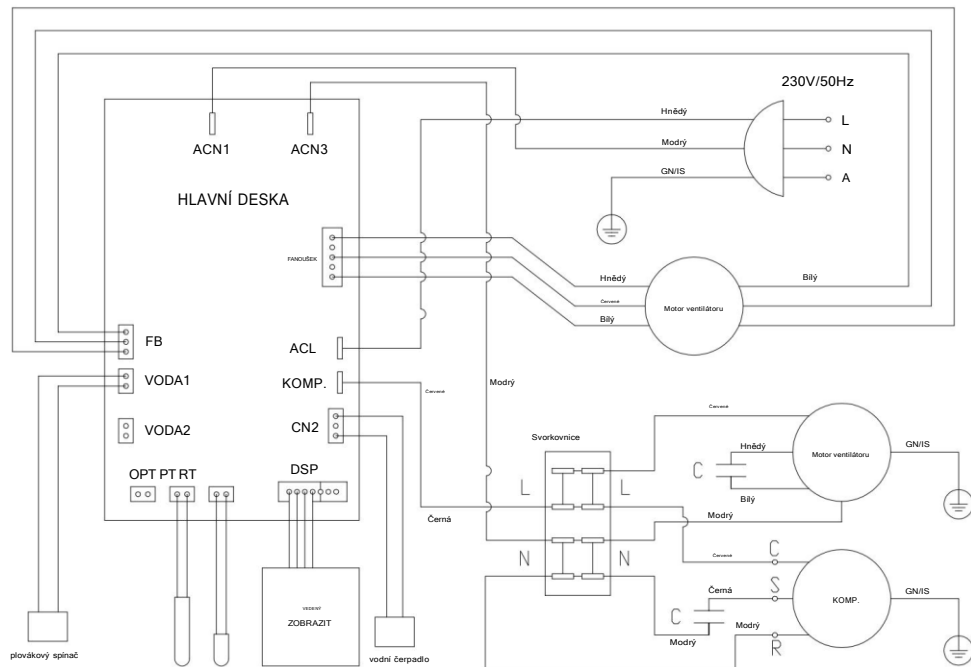 230V/50Hz
Hnědý
L
ACN1
ACN3
Modrý
N
GN/IS
A
HLAVNÍ DESKA
FANOUŠEK
Hnědý
Bílý
Červené
Motor ventilátoru
Bílý
FB
ACL
VODA1
KOMP.
Červené
Modrý
Červené
VODA2
CN2
Svorkovnice
Hnědý
Motor ventilátoru
GN/IS
C
OPT PT RT
DSP
L
L
Bílý
Modrý
Černá
N
N
Červené
C
Černá
S
KOMP.
GN/IS
C
VEDENÝ
ZOBRAZIT
Modrý
Modrý
R
plovákový spínač
vodní čerpadlo